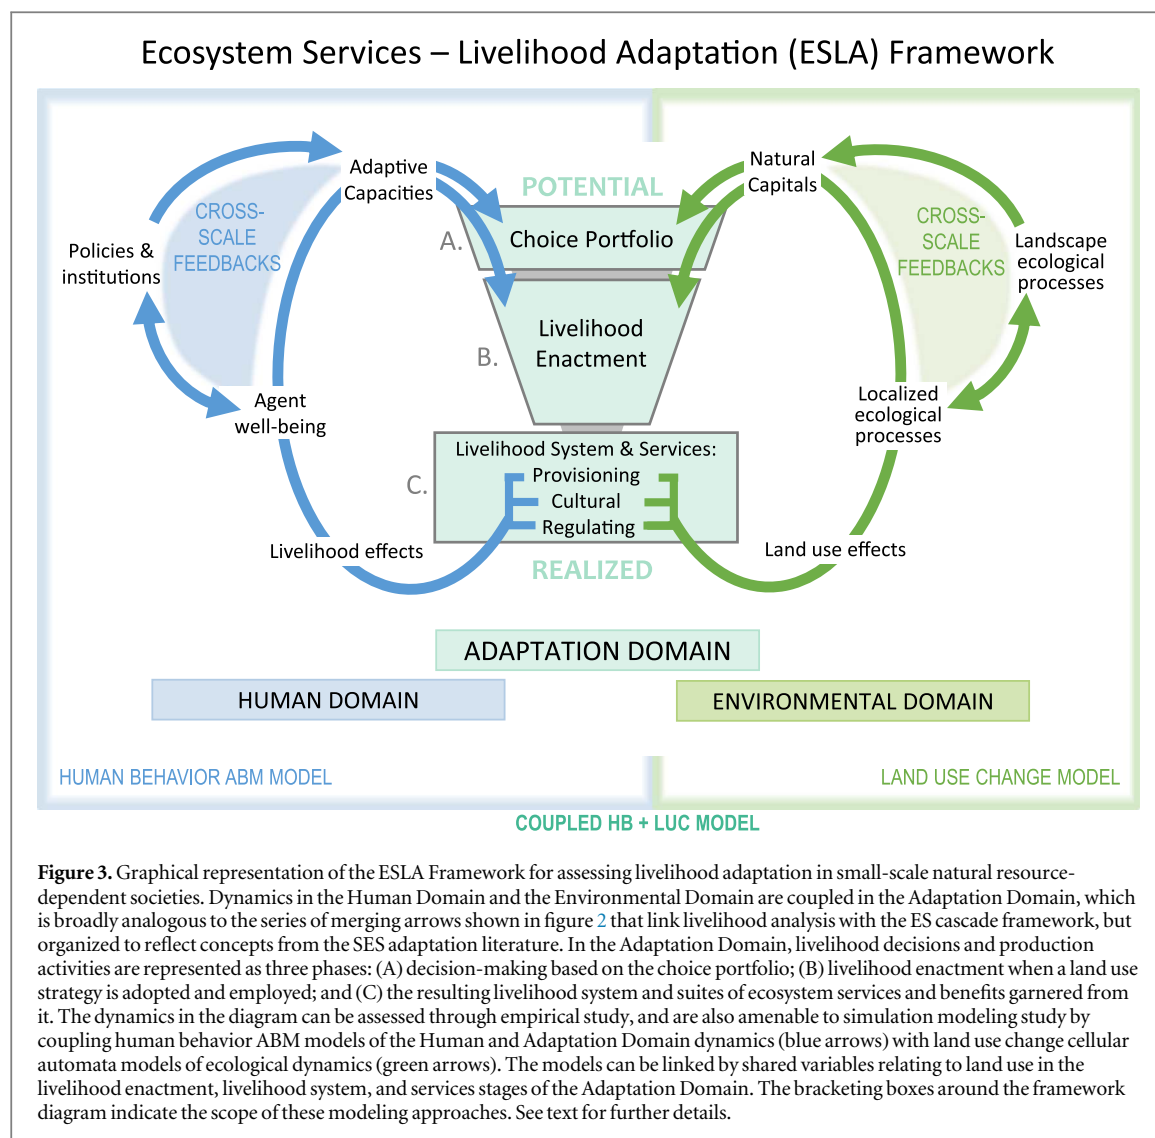 Ecosystem Services – Livelihood Adaptation (ESLA) Framework
Adaptive
Capacities
Natural
Capitals
POTENTIAL
CROSS-
SCALE
FEEDBACKS
CROSS-
SCALE
FEEDBACKS
Policies &
institutions
A.
Choice Portfolio
Landscape
ecological
processes
B.
Livelihood
Enactment
Agent
well-being
Localized
ecological
processes
C.
Livelihood System & Services:
Provisioning
Cultural
Regulating
Livelihood effects
Land use effects
REALIZED
ADAPTATION DOMAIN
HUMAN DOMAIN
ENVIRONMENTAL DOMAIN
HUMAN BEHAVIOR ABM MODEL
LAND USE CHANGE MODEL
COUPLED HB + LUC MODEL
Figure 3. Graphical representation of the ESLA Framework for assessing livelihood adaptation in small-scale natural resource-
dependent societies. Dynamics in the Human Domain and the Environmental Domain are coupled in the Adaptation Domain, which
is broadly analogous to the series of merging arrows shown in figure 2 that link livelihood analysis with the ES cascade framework, but
organized to reflect concepts from the SES adaptation literature. In the Adaptation Domain, livelihood decisions and production
activities are represented as three phases: (A) decision-making based on the choice portfolio; (B) livelihood enactment when a land use
strategy is adopted and employed; and (C) the resulting livelihood system and suites of ecosystem services and benefits garnered from
it. The dynamics in the diagram can be assessed through empirical study, and are also amenable to simulation modeling study by
coupling human behavior ABM models of the Human and Adaptation Domain dynamics (blue arrows) with land use change cellular
automata models of ecological dynamics (green arrows). The models can be linked by shared variables relating to land use in the
livelihood enactment, livelihood system, and services stages of the Adaptation Domain. The bracketing boxes around the framework
diagram indicate the scope of these modeling approaches. See text for further details.